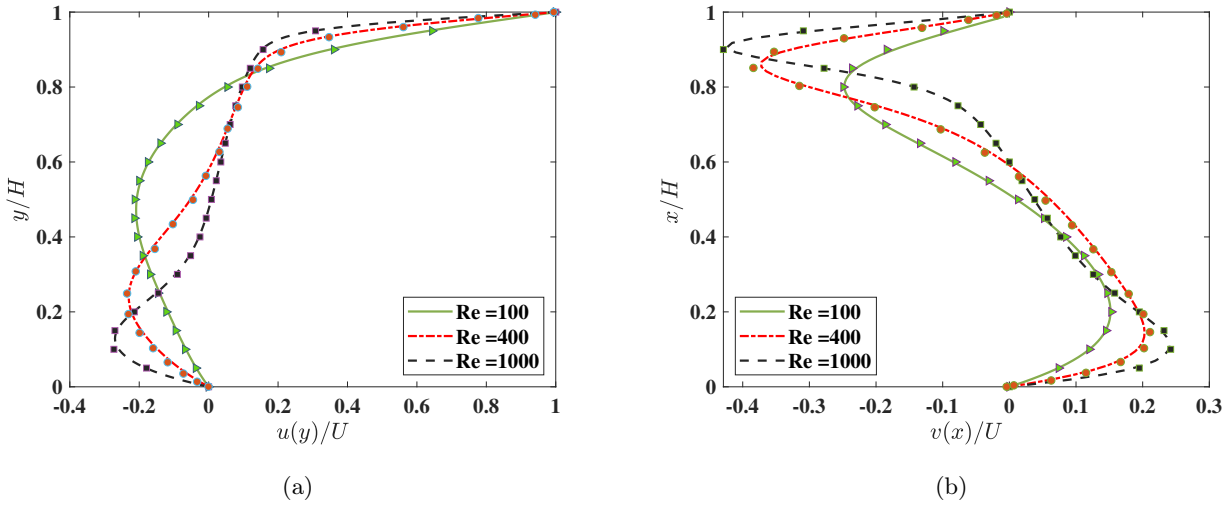 1
0.8
0.6
0.4
0.2
0
y/H
-0.4 -0.2 0 0.2 0.4 0.6 0.8 1
u(y)/U
Re =100
Re =400
Re =1000
(a)
1
0.8
0.6
0.4
0.2
0
x/H
-0.4 -0.3 -0.2 -0.1 0 0.1 0.2 0.3
v(x)/U
Re =100
Re =400
Re =1000
(b)